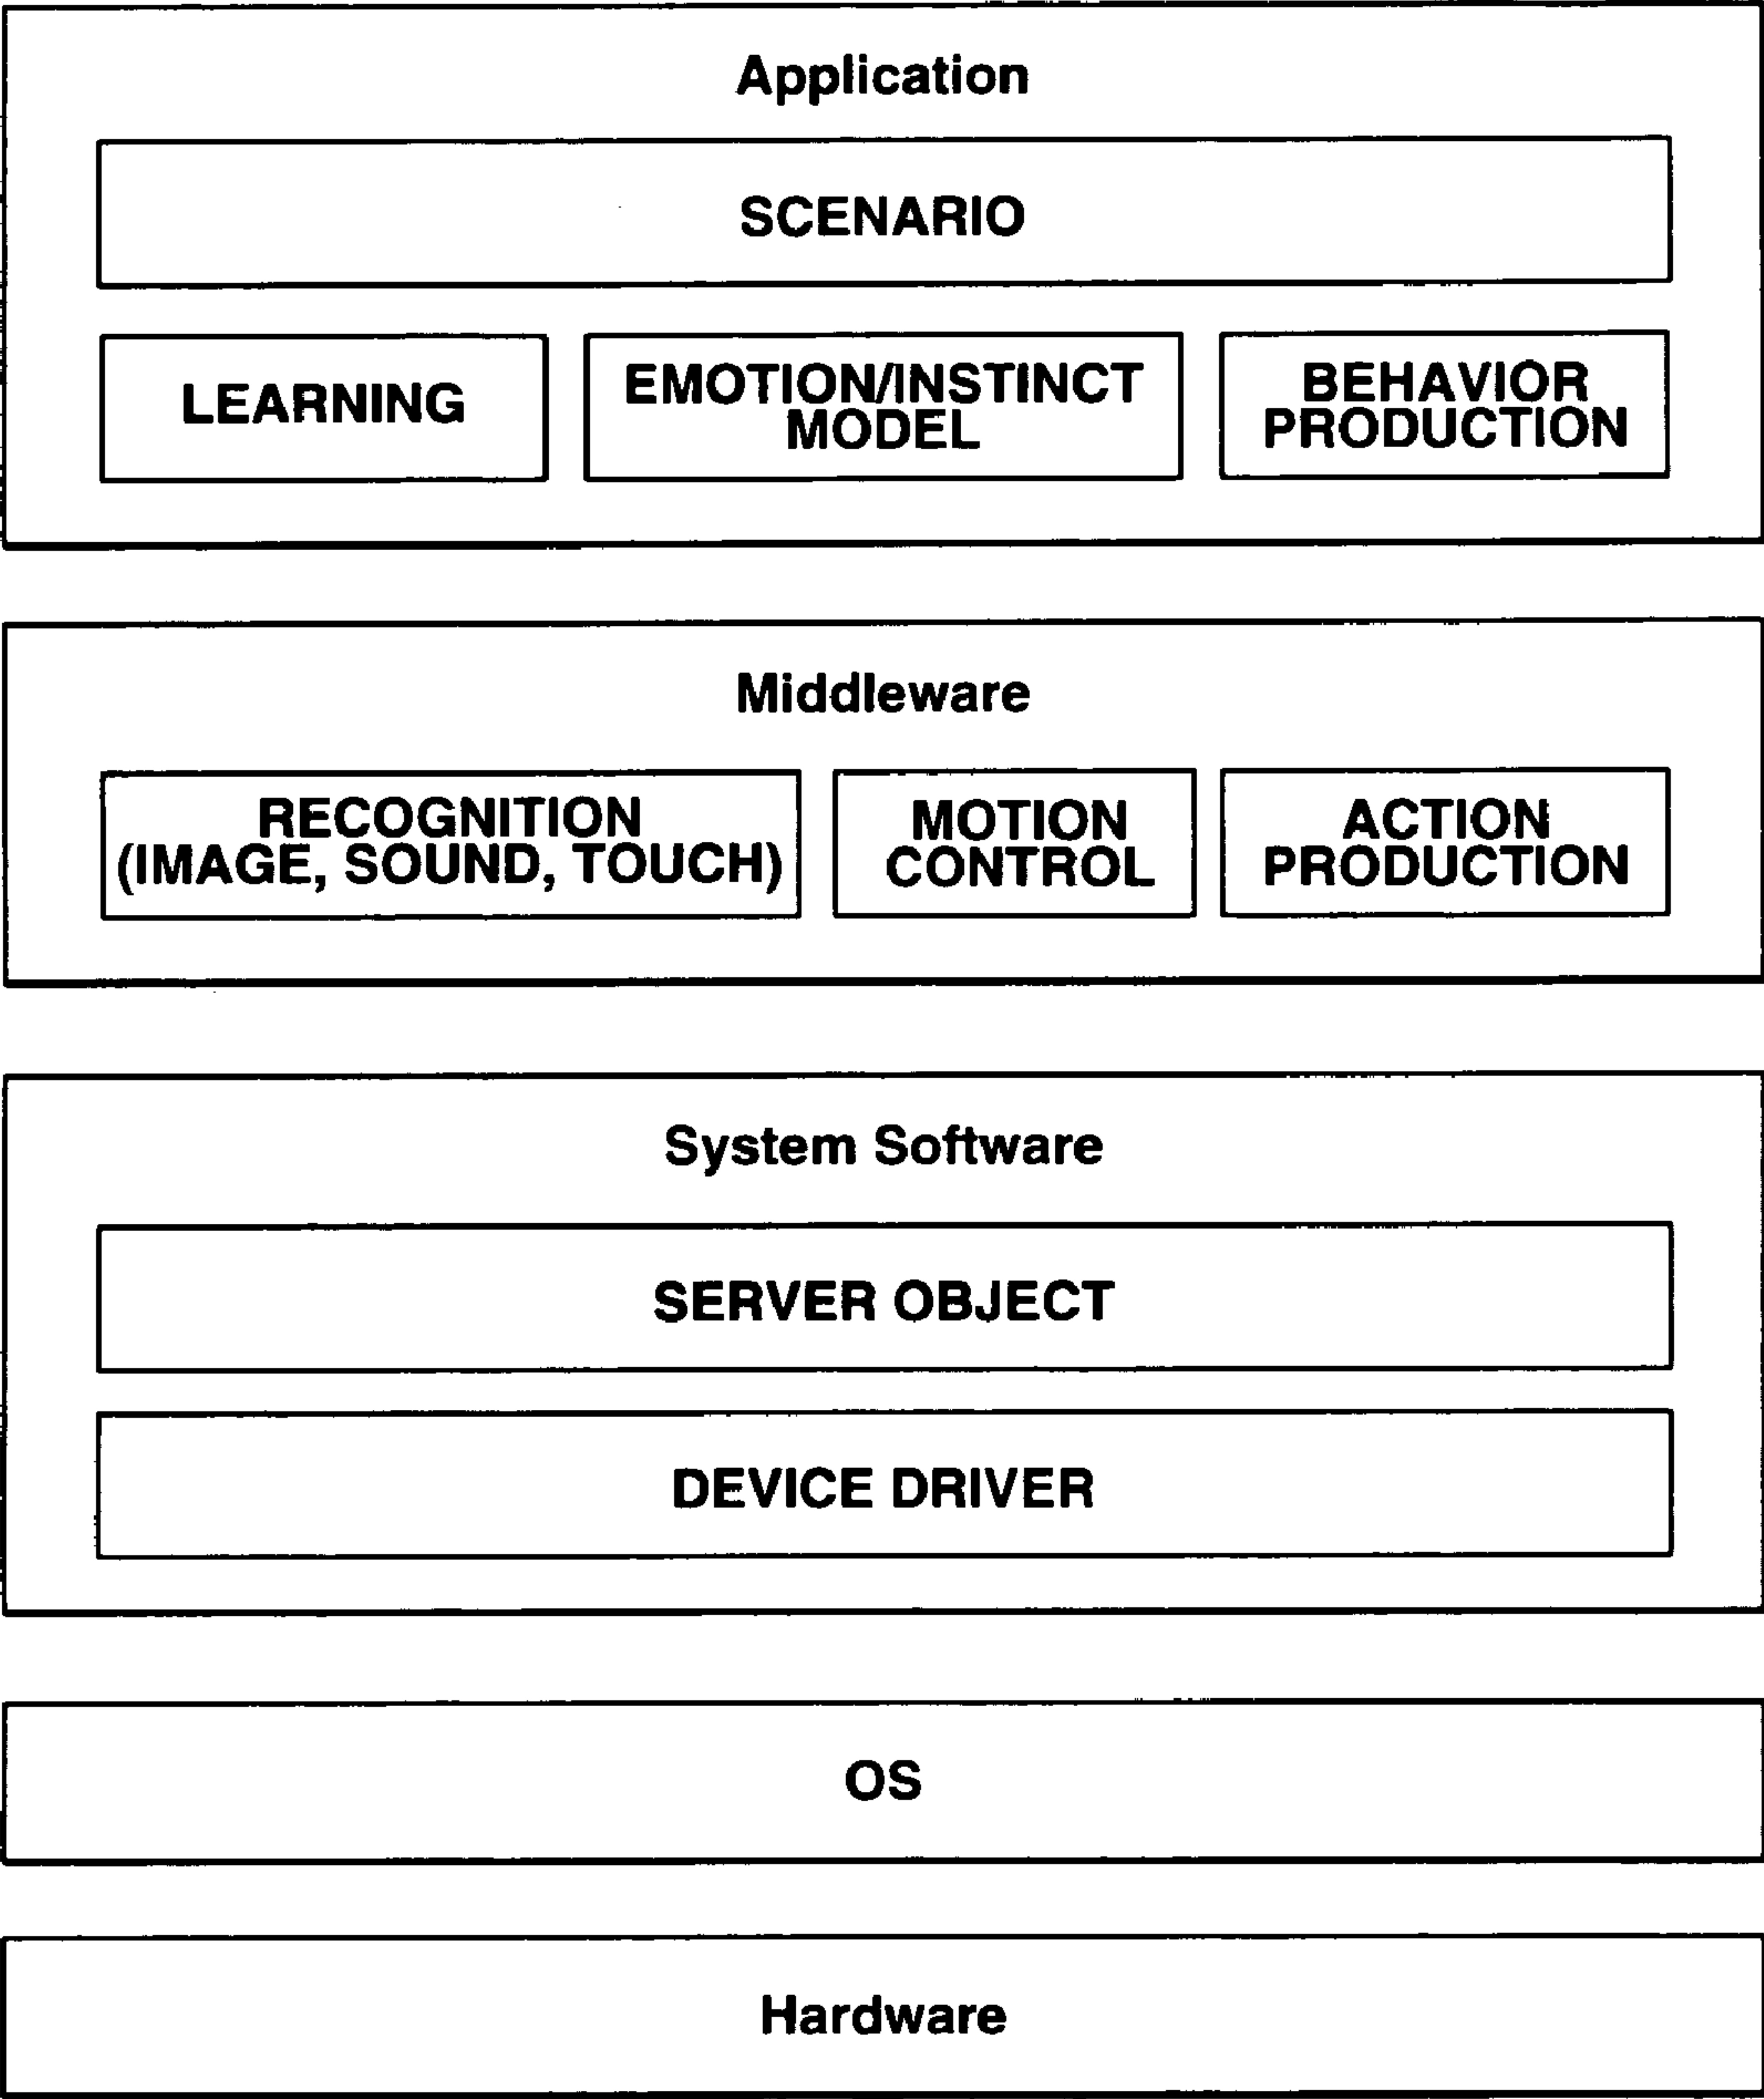 Application
SCENARIO
LEARNING
EMOTION/INSTINCT
MODEL
BEHAVIOR
PRODUCTION
Middleware
RECOGNITION
(IMAGE, SOUND, TOUCH)
MOTION
CONTROL
ACTION
PRODUCTION
System Software
SERVER OBJECT
DEVICE DRIVER
OS
Hardware